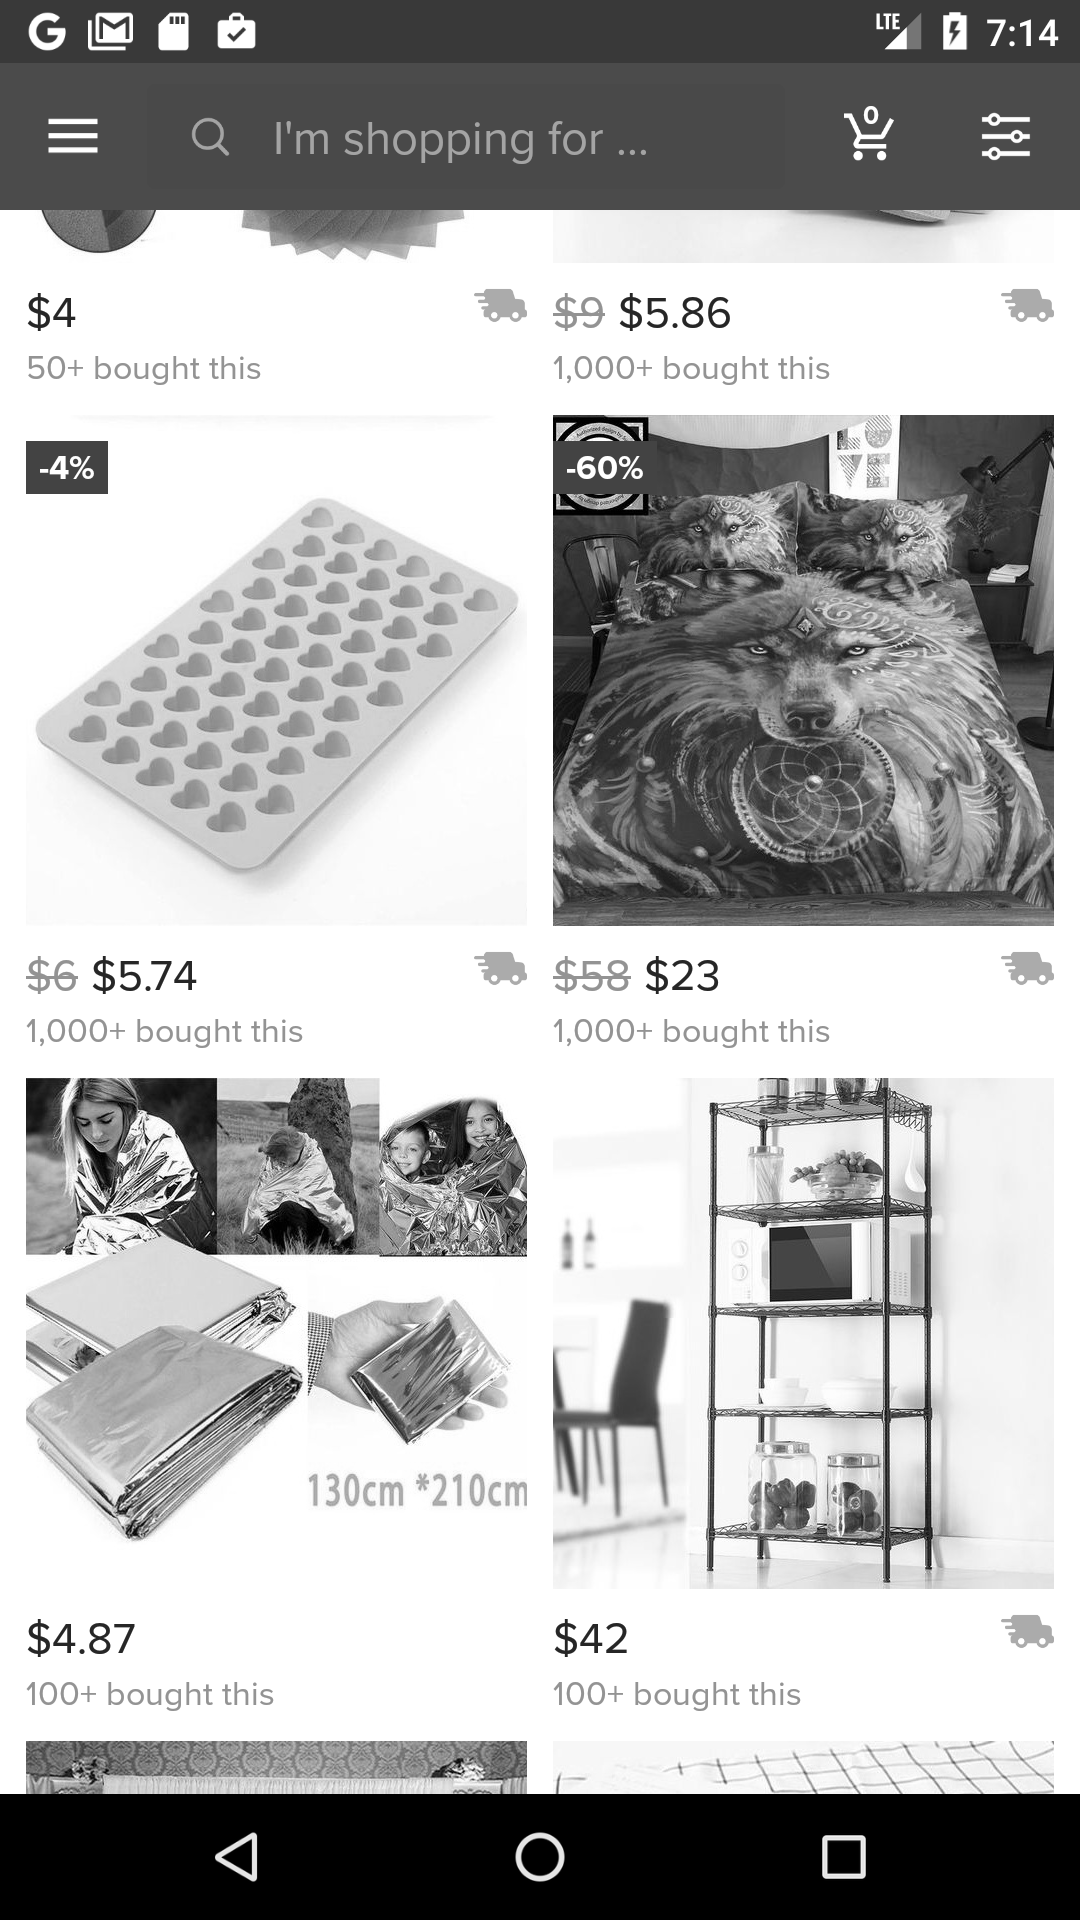 LTE 7:14
I'm shopping for ...
0
$4
50+ bought this
$9 $5.86
1,000+ bought this
-4%
-60%
LOVE
$6 $5.74
1,000+ bought this
$58 $23
1,000+ bought this
130cm *210cm
$4.87
100+ bought this
$42
100+ bought this